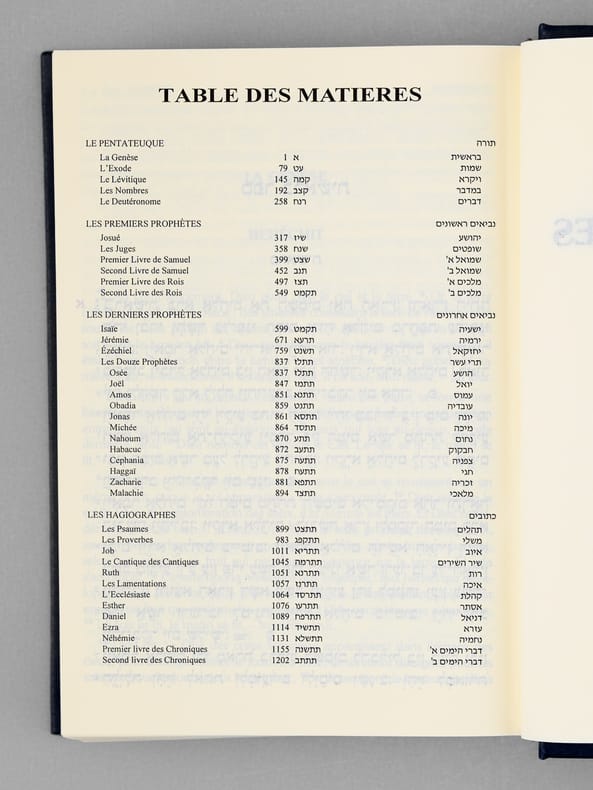 TABLE DES MATIERES
LE PENTATEUQUE תורה
La Genèse 1 א בראשית
L'Exode 79 עט שמות
Le Lévitique 145 קמה ויקרא
Les Nombres 192 קצב במדבר
Le Deutéronome 258 רנח דברים
LES PREMIERS PROPHÈTES נביאים ראשונים
Josué 317 שיז יהושע
Les Juges 358 שנח שופטים
Premier Livre de Samuel 399 שצט שמואל א'
Second Livre de Samuel 452 תנב שמואל ב'
Premier Livre des Rois 497 תצז מלכים א'
Second Livre des Rois 549 תקמט מלכים ב'
LES DERNIERS PROPHÈTES נביאים אחרונים
Isaïe 599 תקמט ישעיה
Jérémie 671 תרעא ירמיה
Ézéchiel 759 תשנט יחזקאל
Les Douze Prophètes 837 תתלז תרי עשר
Osée 837 תתלז הושע
Joël 847 תתמז יואל
Amos 851 תתנא עמוס
Obadia 859 תתנט עובדיה
Jonas 861 תתסא יונה
Michée 864 תתסד מיכה
Nahoum 870 תתע נחום
Habacuc 872 תתעב חבקוק
Cephania 875 תתעה צפניה
Haggaï 878 תתעח חגי
Zacharie 881 תתפא זכריה
Malachie 894 תתצד מלאכי
LES HAGIOGRAPHES כתובים
Les Psaumes 899 תתצט תהלים
Les Proverbes 983 תתקפג משלי
Job 1011 תתריא איוב
Le Cantique des Cantiques 1045 תתרמה שיר השירים
Ruth 1051 תתרנא רות
Les Lamentations 1057 תתרנז איכה
L'Ecclésiaste 1064 תתרסד קהלת
Esther 1076 תתרעו אסתר
Daniel 1089 תתרפח דניאל
Ezra 1114 תתשיד עזרא
Néhémie 1131 תתשלא נחמיה
Premier livre des Chroniques 1155 תתשנה דברי הימים א'
Second livre des Chroniques 1202 תתתב דברי הימים ב'